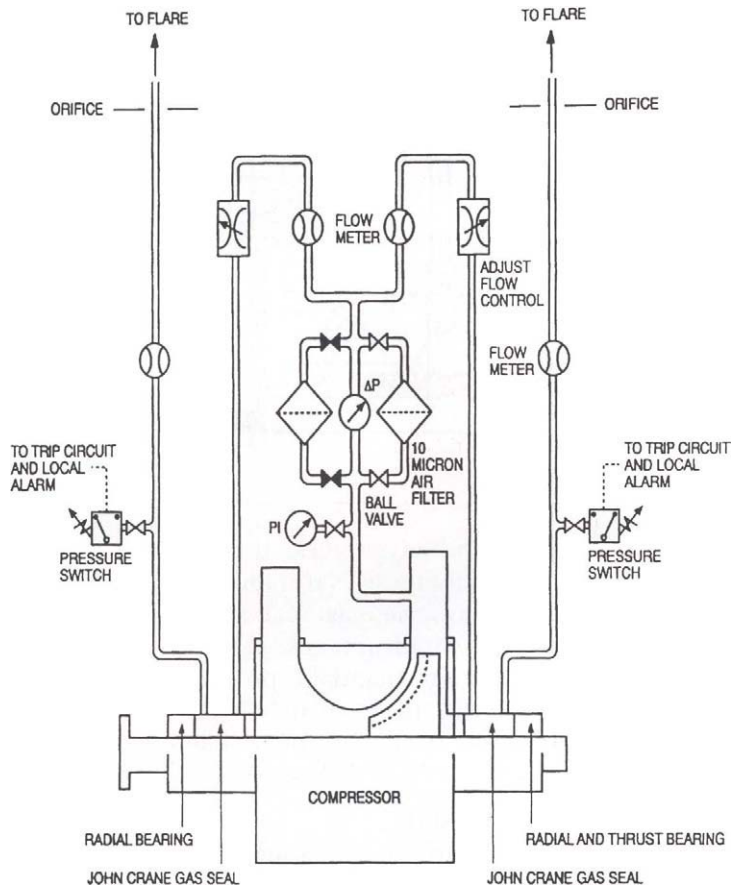 TO FLARE
TO FLARE
ORIFICE
ORIFICE
FLOW
METER
ADJUST
FLOW
CONTROL
FLOW
METER
ΔP
TO TRIP CIRCUIT
AND LOCAL
ALARM
10
MICRON
AIR
FILTER
TO TRIP CIRCUIT
AND LOCAL
ALARM
BALL
VALVE
PI
PRESSURE
SWITCH
PRESSURE
SWITCH
COMPRESSOR
RADIAL BEARING
RADIAL AND THRUST BEARING
JOHN CRANE GAS SEAL
JOHN CRANE GAS SEAL